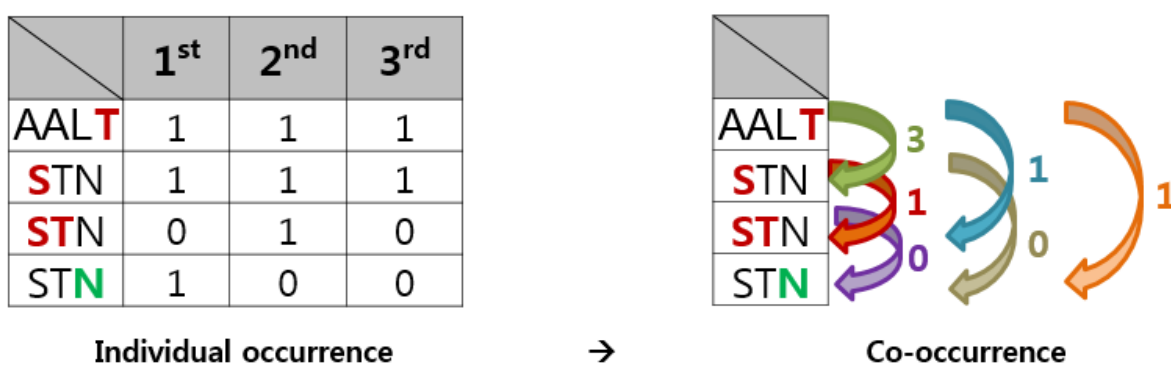 1st 2nd 3rd
AALT 1 1 1
STN 1 1 1
STN 0 1 0
STN 1 0 0
Individual occurrence
→
AALT
STN
STN
STN
3
1
0
1
0
1
Co-occurrence